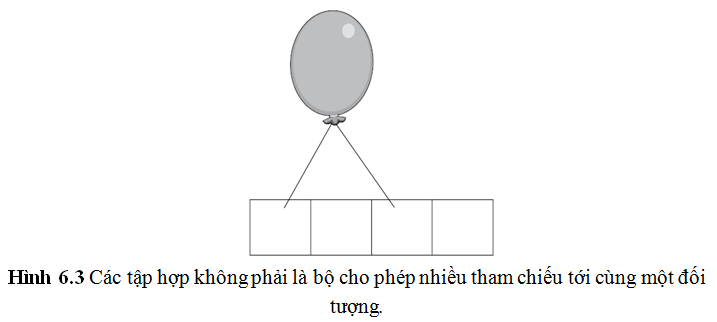 Hình 6.3 Các tập hợp không phải là bộ cho phép nhiều tham chiếu tới cùng một đối
tượng.